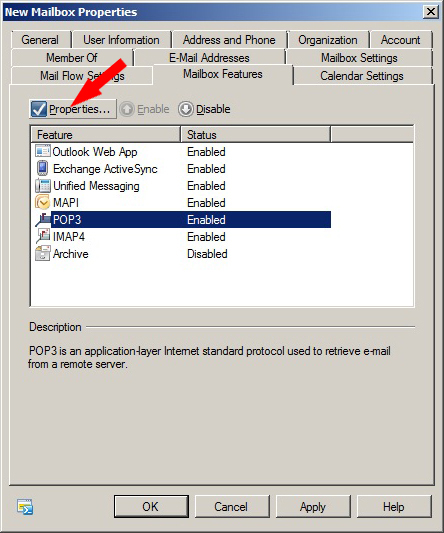 New Mailbox Properties
General User Information Address and Phone Organization Account
Member Of E-Mail Addresses Mailbox Settings
Mail Flow Settings Mailbox Features Calendar Settings
Properties... Enable Disable
Feature Status
Outlook Web App Enabled
Exchange ActiveSync Enabled
Unified Messaging Enabled
MAPI Enabled
POP3 Enabled
IMAP4 Enabled
Archive Disabled
Description
POP3 is an application-layer Internet standard protocol used to retrieve e-mail
from a remote server.
OK Cancel Apply Help